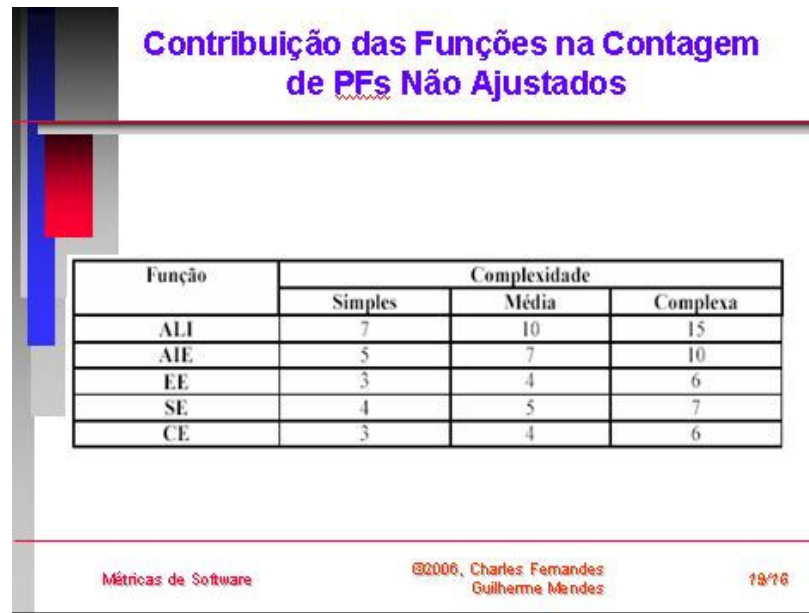 Contribuição das Funções na Contagem
de PFs Não Ajustados
Função Complexidade
Simples Média Complexa
ALI 7 10 15
AIE 5 7 10
EE 3 4 6
SE 4 5 7
CE 3 4 6
Métricas de Software ©2006, Charles Fernandes 19/16
Guilherme Mendes